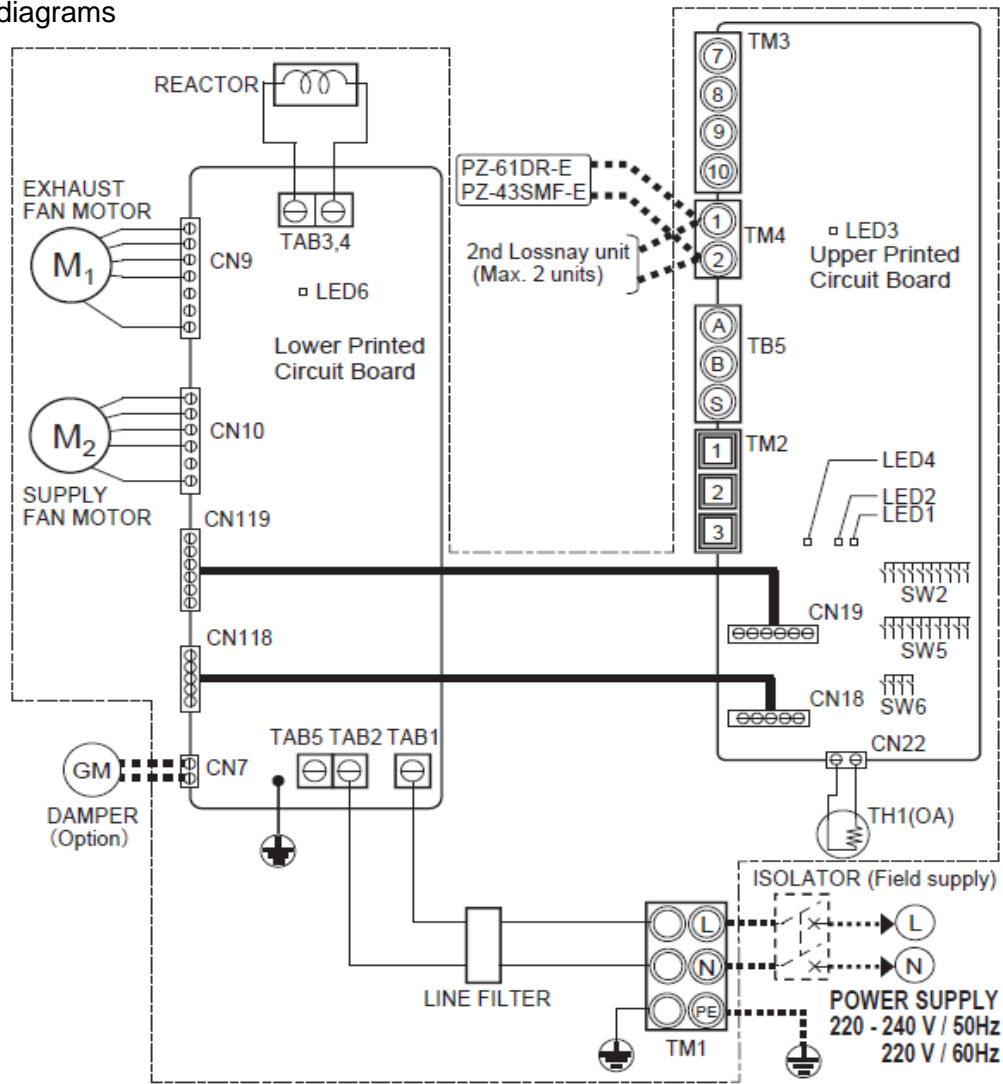 diagrams
REACTOR
TM3
7
8
9
10
PZ-61DR-E
PZ-43SMF-E
EXHAUST
FAN MOTOR
M1
CN9
TAB3,4
LED6
Lower Printed
Circuit Board
2nd Lossnay unit
(Max. 2 units)
1
2
TM4
LED3
Upper Printed
Circuit Board
A
B
S
TB5
M2
CN10
SUPPLY
FAN MOTOR
1
2
3
TM2
LED4
LED2
LED1
CN119
SW2
CN19
SW5
CN118
CN18
SW6
CN22
TAB5 TAB2 TAB1
GM
CN7
DAMPER
(Option)
TH1(OA)
ISOLATOR (Field supply)
L
L
N
N
LINE FILTER
PE
TM1
POWER SUPPLY
220 - 240 V / 50Hz
220 V / 60Hz